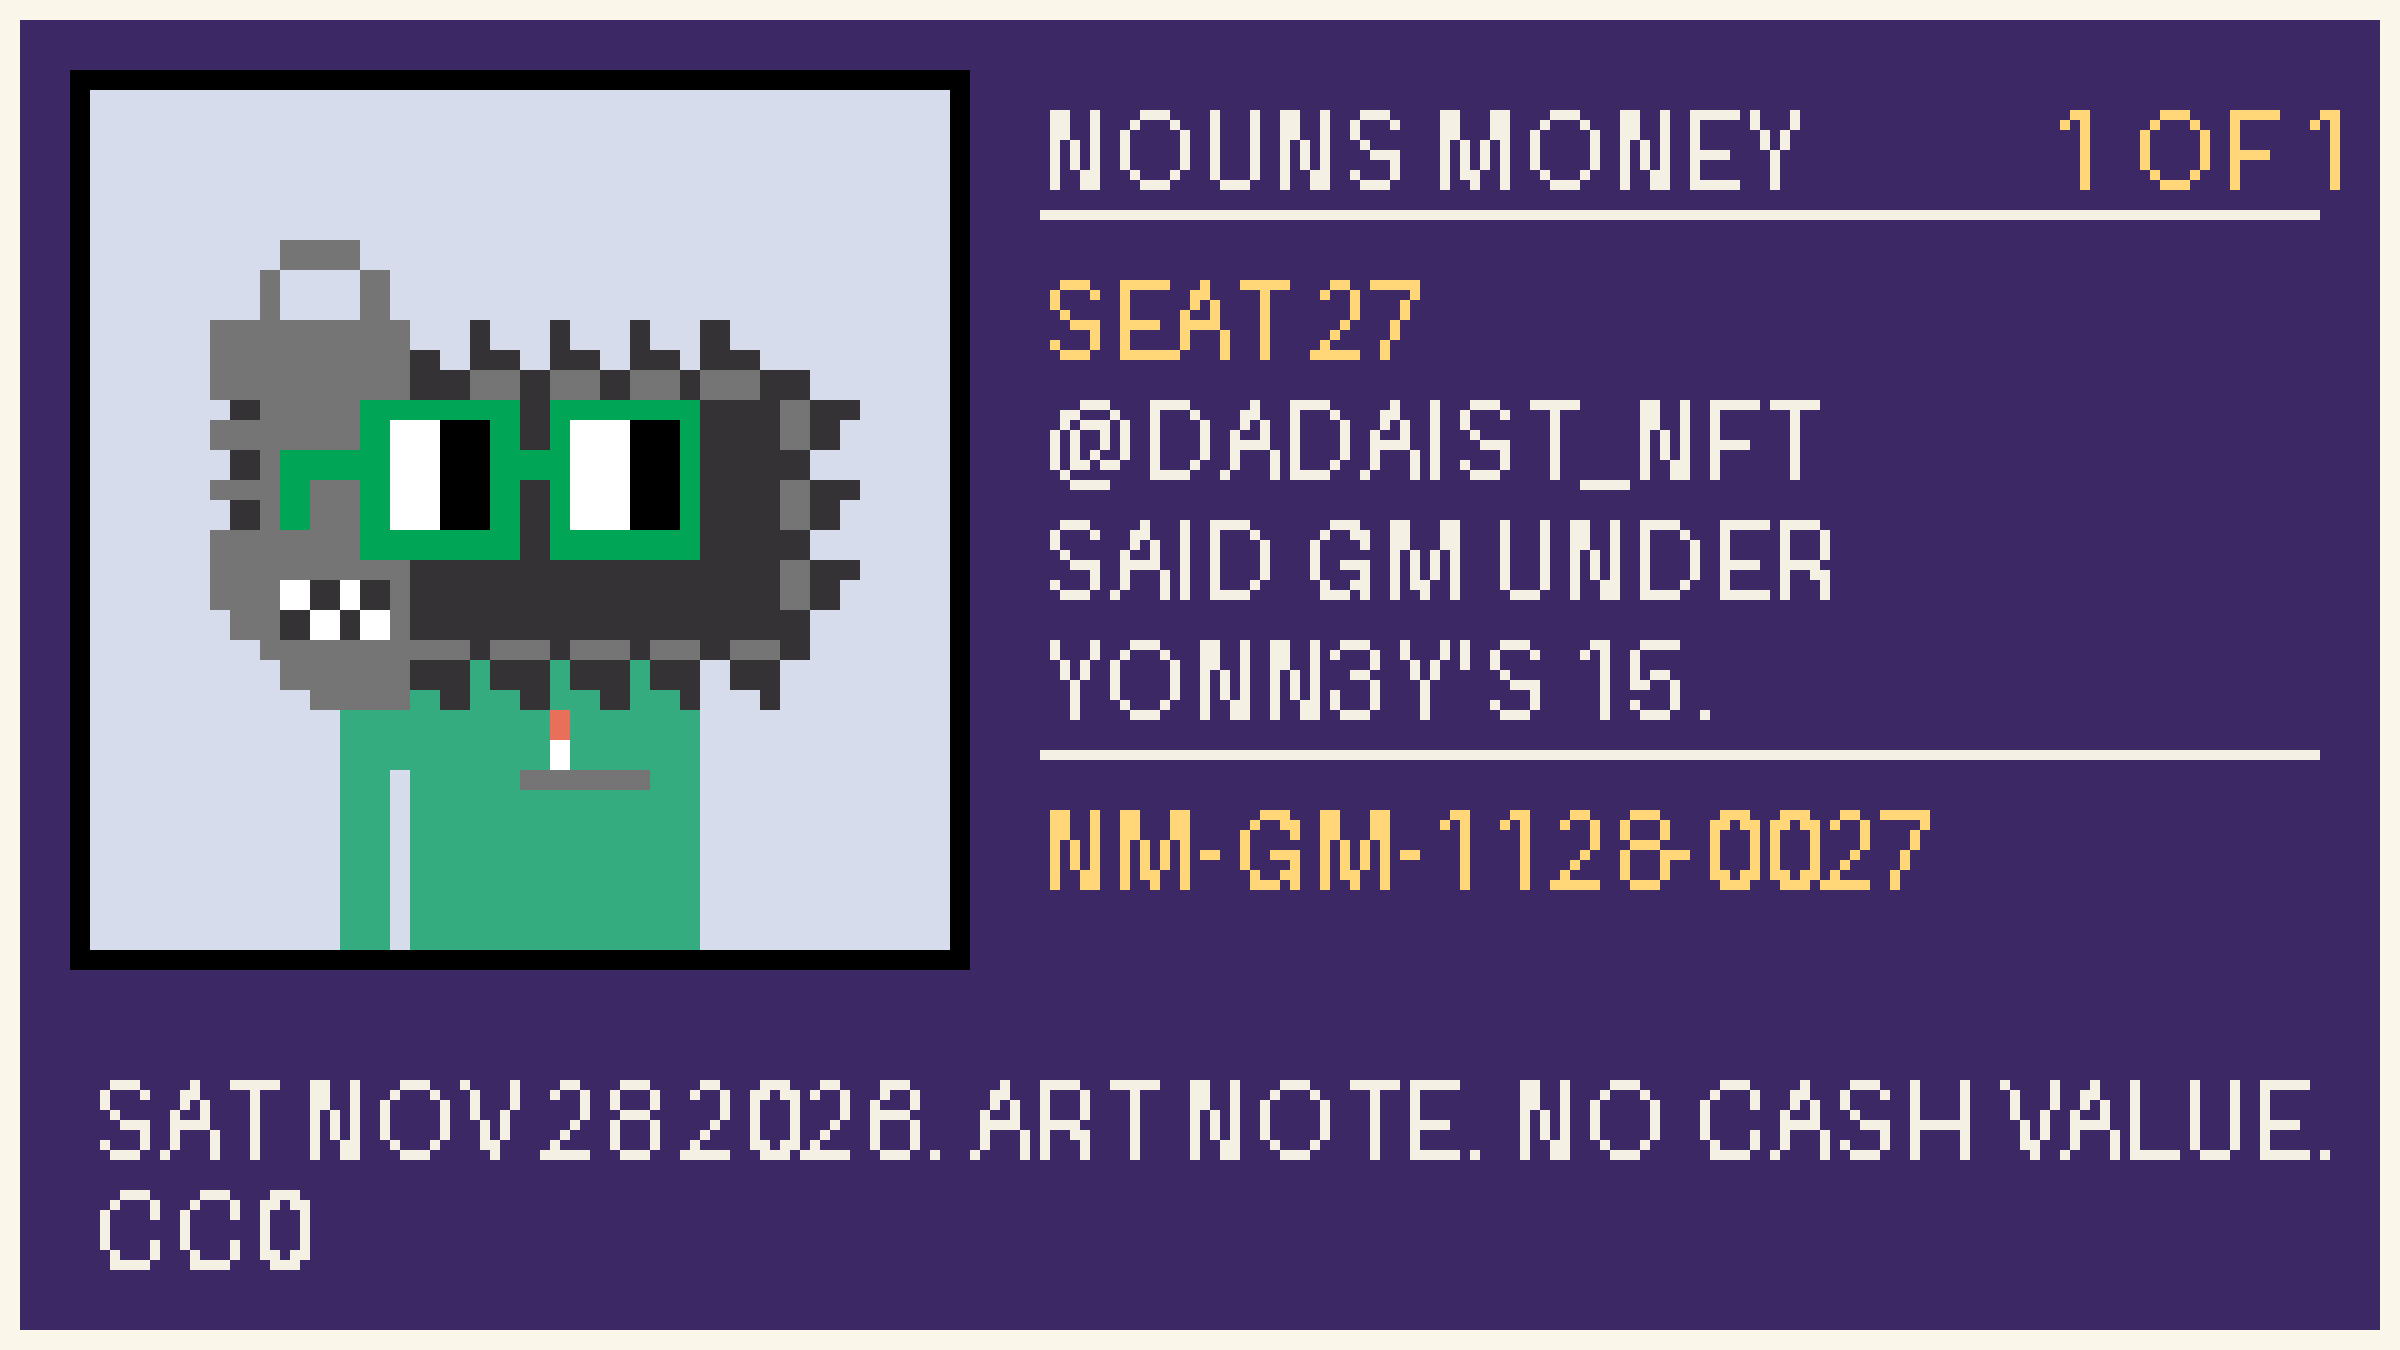 NOUNS MONEY 1 OF 1
SEAT 27
@DADAIST_NFT
SAID GM UNDER
YONN3Y'S 15.
NM-GM-1128-0027
SAT NOV 28 2026. ART NOTE. NO CASH VALUE.
CC0